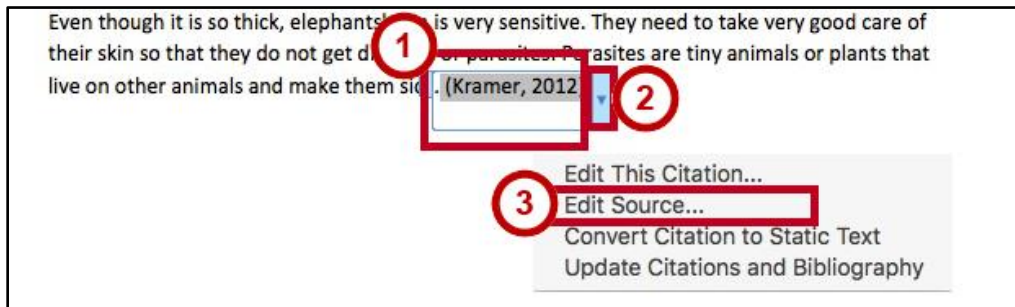 Even though it is so thick, elephants is very sensitive. They need to take very good care of
their skin so that they do not get or parasites. Parasites are tiny animals or plants that
live on other animals and make them . (Kramer, 2012)
1
2
3
Edit This Citation...
Edit Source...
Convert Citation to Static Text
Update Citations and Bibliography